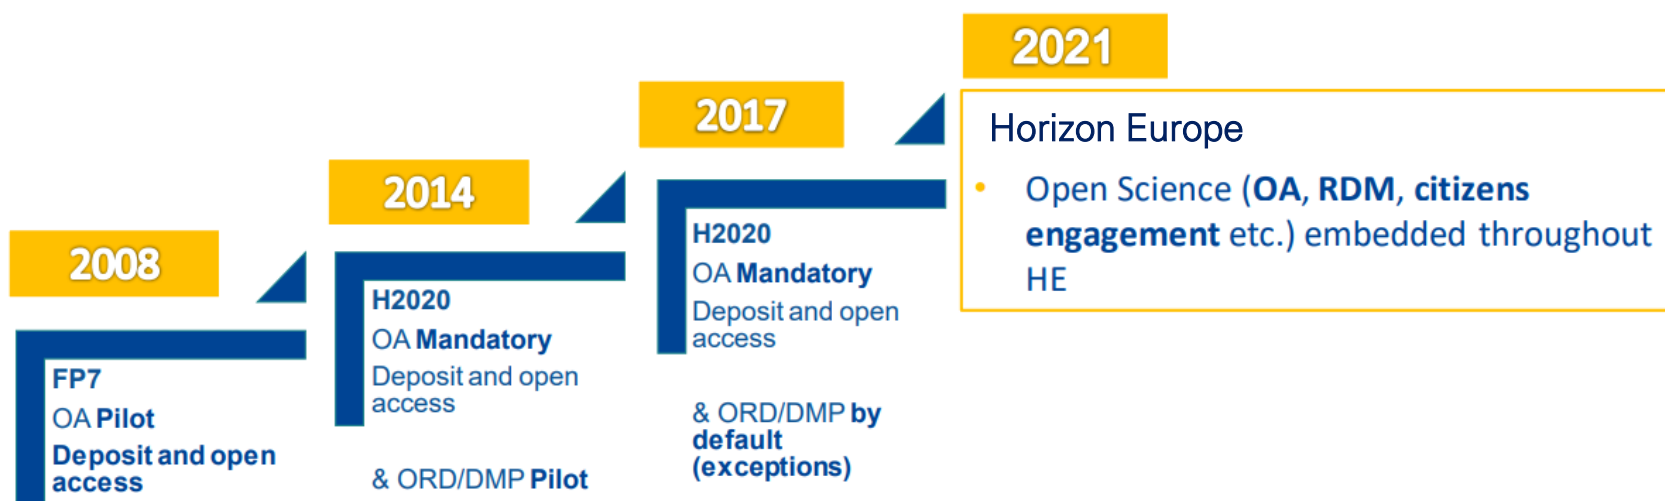 2008
FP7
OA Pilot
Deposit and open
access
2014
H2020
OA Mandatory
Deposit and open
access
& ORD/DMP Pilot
2017
H2020
OA Mandatory
Deposit and open
access
& ORD/DMP by
default
(exceptions)
2021
Horizon Europe
• Open Science (OA, RDM, citizens
engagement etc.) embedded throughout
HE